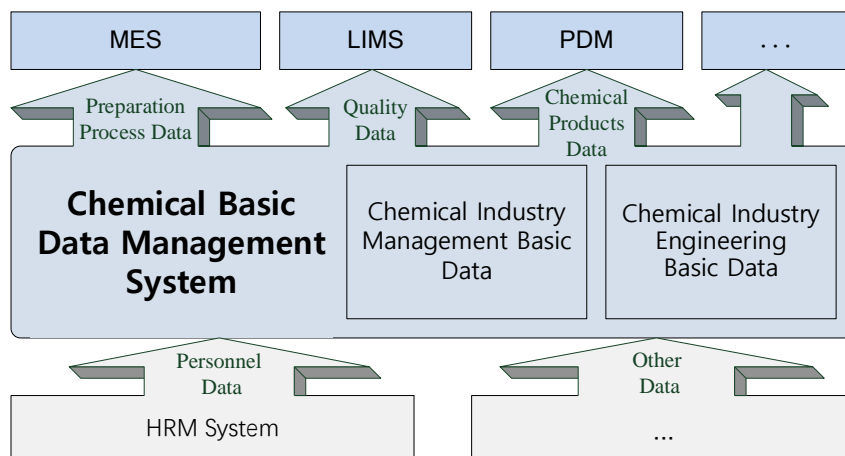 MES
LIMS
PDM
...
Preparation
Process Data
Quality
Data
Chemical
Products
Data
Chemical Basic
Data Management
System
Chemical Industry
Management Basic
Data
Chemical Industry
Engineering
Basic Data
Personnel
Data
Other
Data
HRM System
...